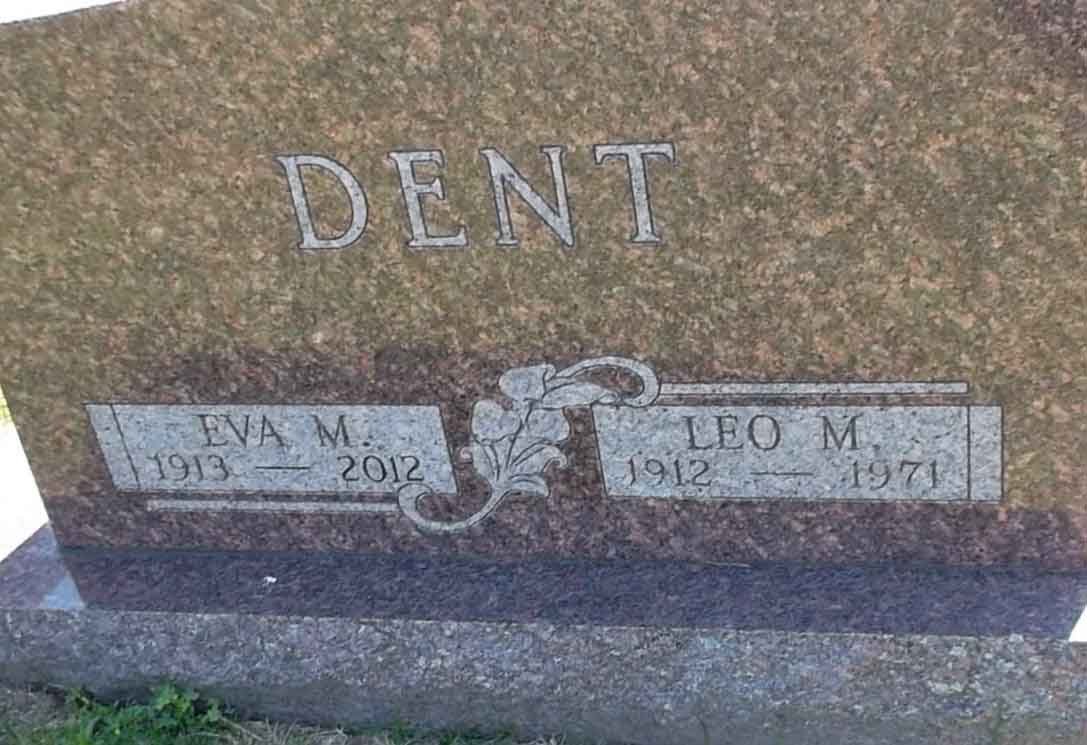 DENT
EVA M.
1913 — 2012
LEO M.
1912 — 1971